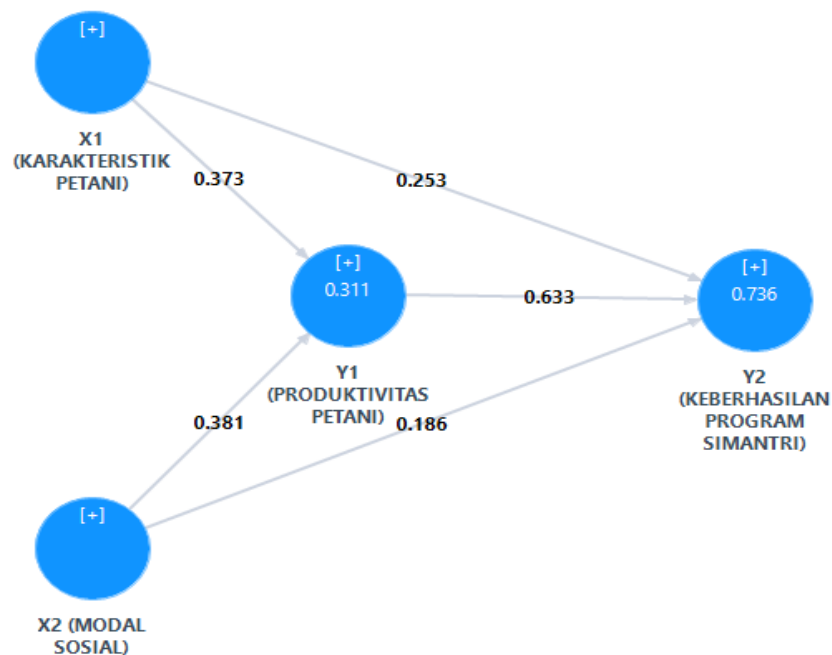 [+]
X1
(KARAKTERISTIK
PETANI)
0.373
0.253
[+]
0.311
Y1
(PRODUKTIVITAS
PETANI)
0.633
[+]
0.736
Y2
(KEBERHASILAN
PROGRAM
SIMANTRI)
0.381
0.186
[+]
X2 (MODAL
SOSIAL)